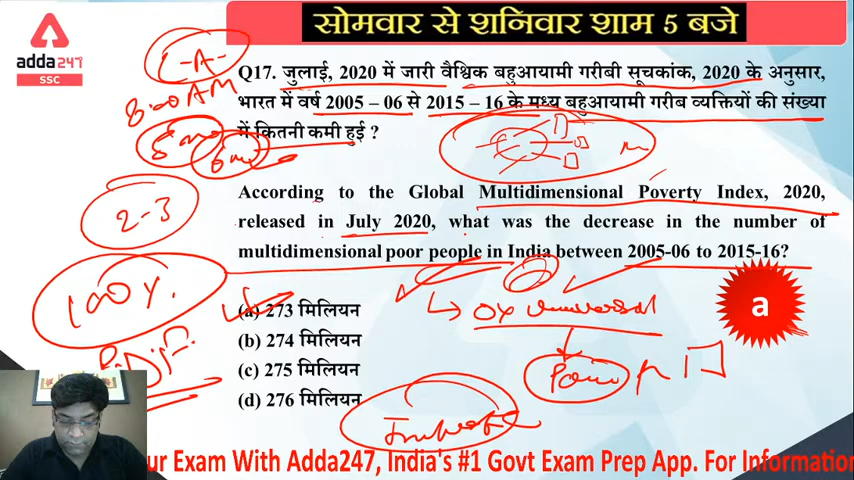 सोमवार से शनिवार शाम 5 बजे
adda247
SSC
1-A-
8:00 AM
Q17. जुलाई, 2020 में जारी वैश्विक बहुआयामी गरीबी सूचकांक, 2020 के अनुसार,
भारत में वर्ष 2005 – 06 से 2015 – 16 के मध्य बहुआयामी गरीब व्यक्तियों की संख्या
में कितनी कमी हुई ?
2-3
According to the Global Multidimensional Poverty Index, 2020,
released in July 2020, what was the decrease in the number of
multidimensional poor people in India between 2005-06 to 2015-16?
100%.
(a) 273 मिलियन
(b) 274 मिलियन
(c) 275 मिलियन
(d) 276 मिलियन
a
ur Exam With Adda247, India's #1 Govt Exam Prep App. For Information